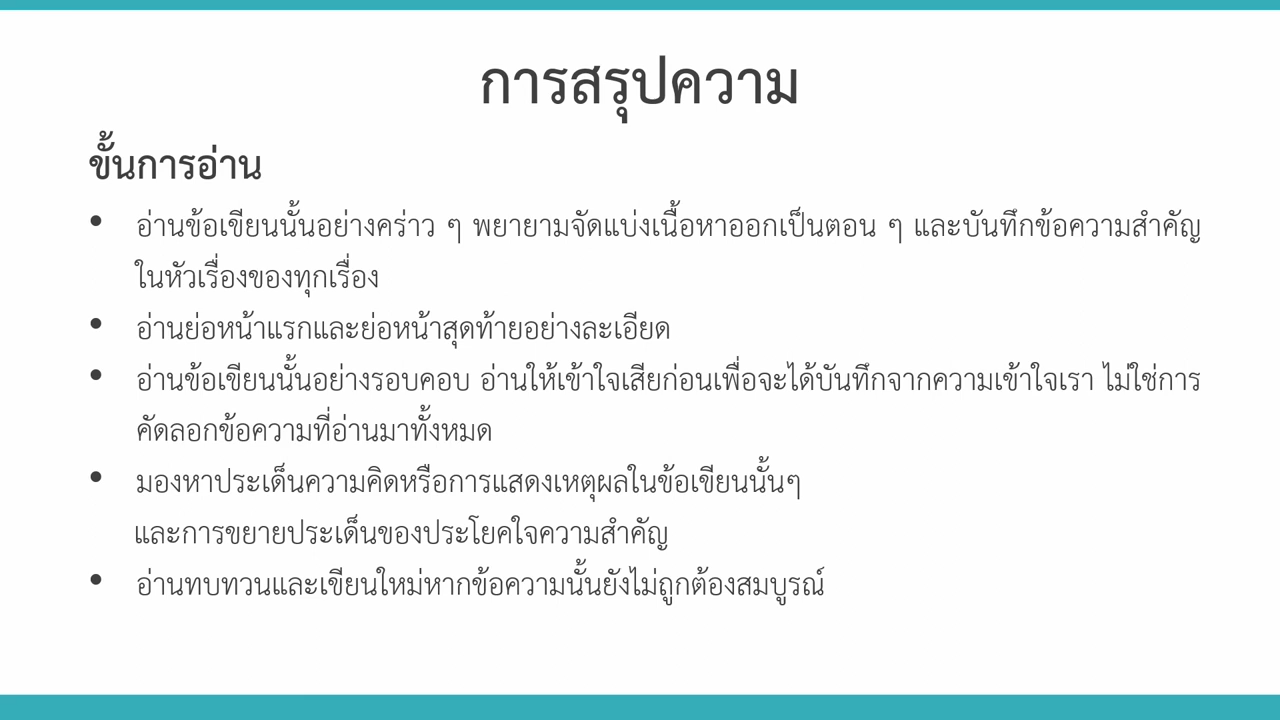 การสรุปความ
ขั้นการอ่าน
• อ่านข้อเขียนนั้นอย่างคร่าว ๆ พยายามจัดแบ่งเนื้อหาออกเป็นตอน ๆ และบันทึกข้อความสำคัญ
ในหัวเรื่องของทุกเรื่อง
• อ่านย่อหน้าแรกและย่อหน้าสุดท้ายอย่างละเอียด
• อ่านข้อเขียนนั้นอย่างรอบคอบ อ่านให้เข้าใจเสียก่อนเพื่อจะได้บันทึกจากความเข้าใจเรา ไม่ใช่การ
คัดลอกข้อความที่อ่านมาทั้งหมด
• มองหาประเด็นความคิดหรือการแสดงเหตุผลในข้อเขียนนั้นๆ
และการขยายประเด็นของประโยคใจความสำคัญ
• อ่านทบทวนและเขียนใหม่หากข้อความนั้นยังไม่ถูกต้องสมบูรณ์